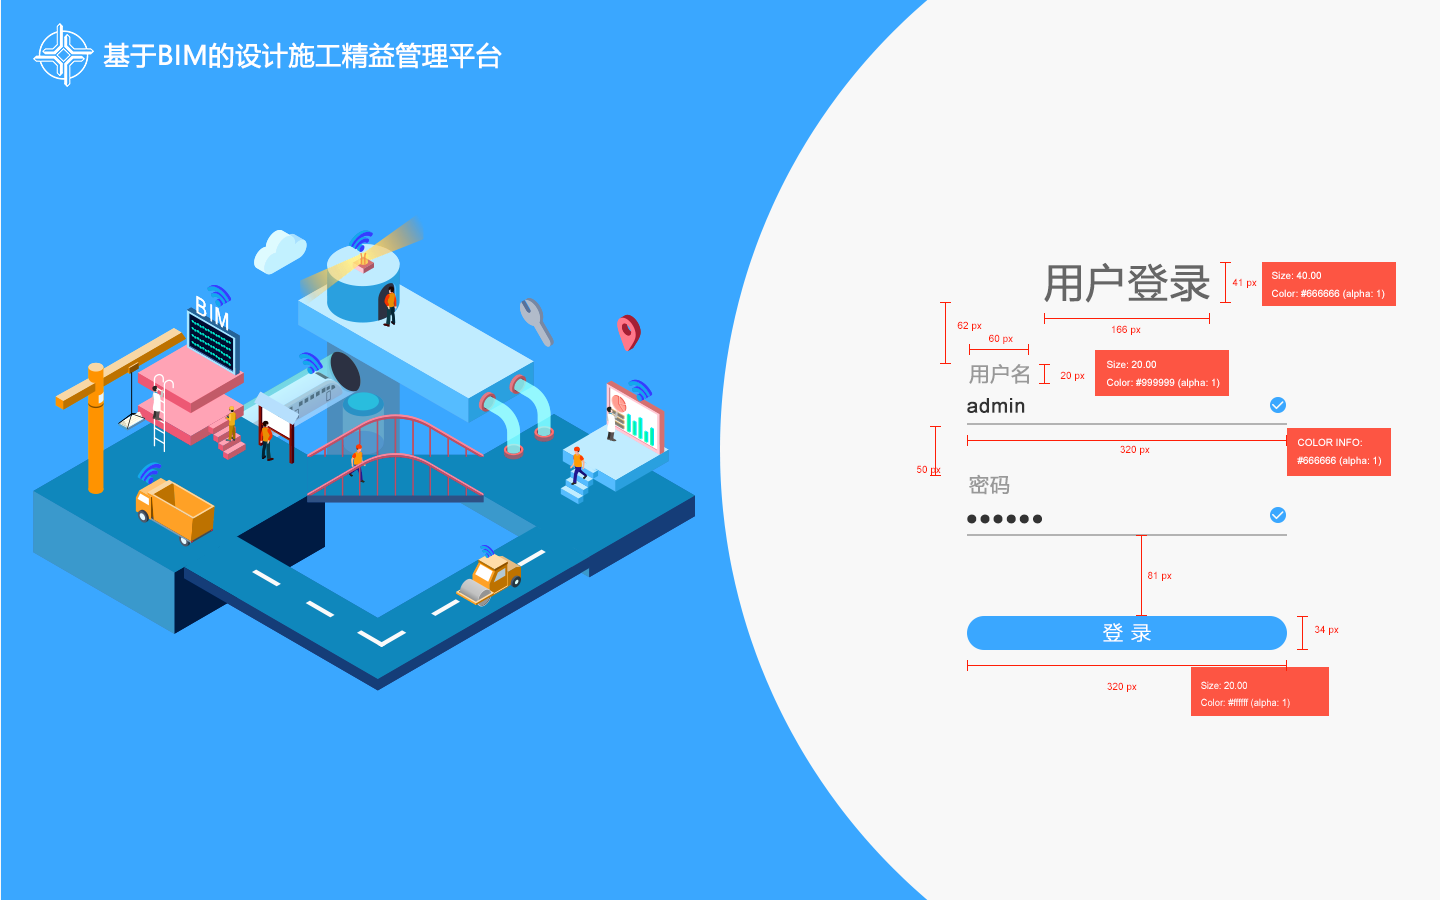 基于BIM的设计施工精益管理平台
BIM
用户登录
41 px
Size: 40.00
Color: #666666 (alpha: 1)
166 px
62 px
60 px
用户名
20 px
Size: 20.00
Color: #999999 (alpha: 1)
admin
320 px
COLOR INFO:
#666666 (alpha: 1)
50 px
密码
81 px
登 录
34 px
320 px
Size: 20.00
Color: #ffffff (alpha: 1)